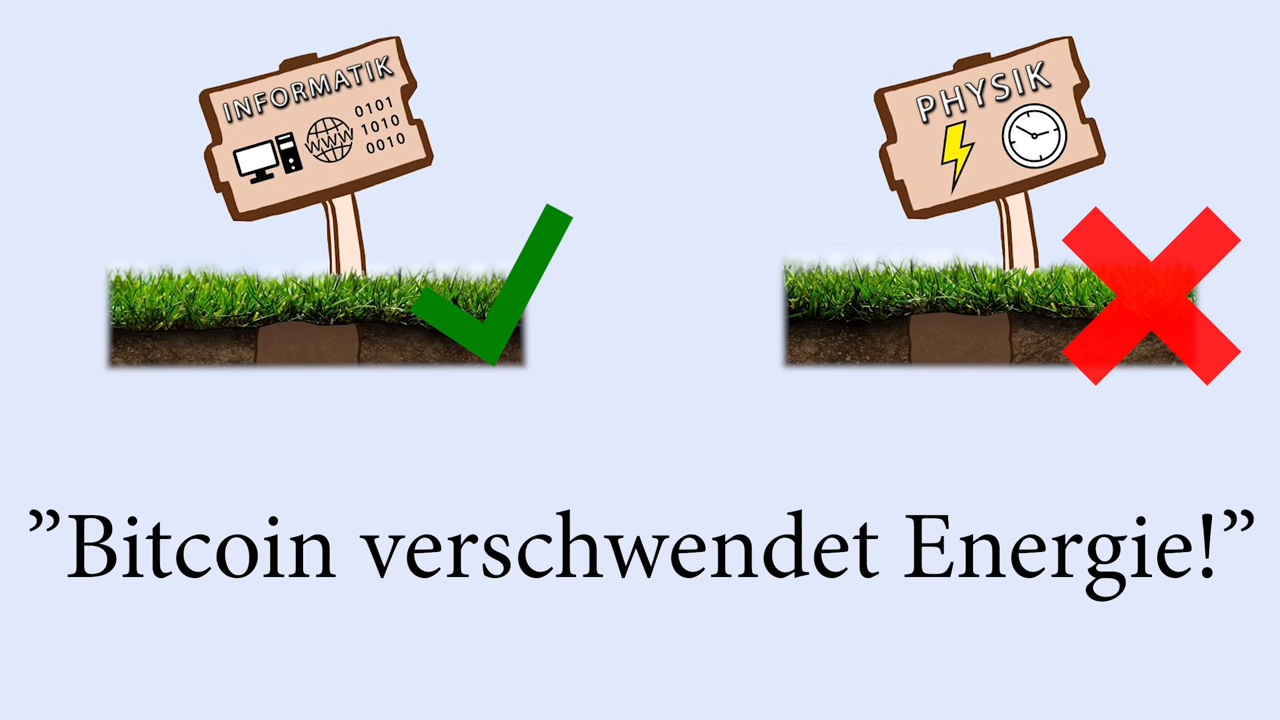 INFORMATIK
WWW
0101
1010
0010
PHYSIK
”Bitcoin verschwendet Energie!”